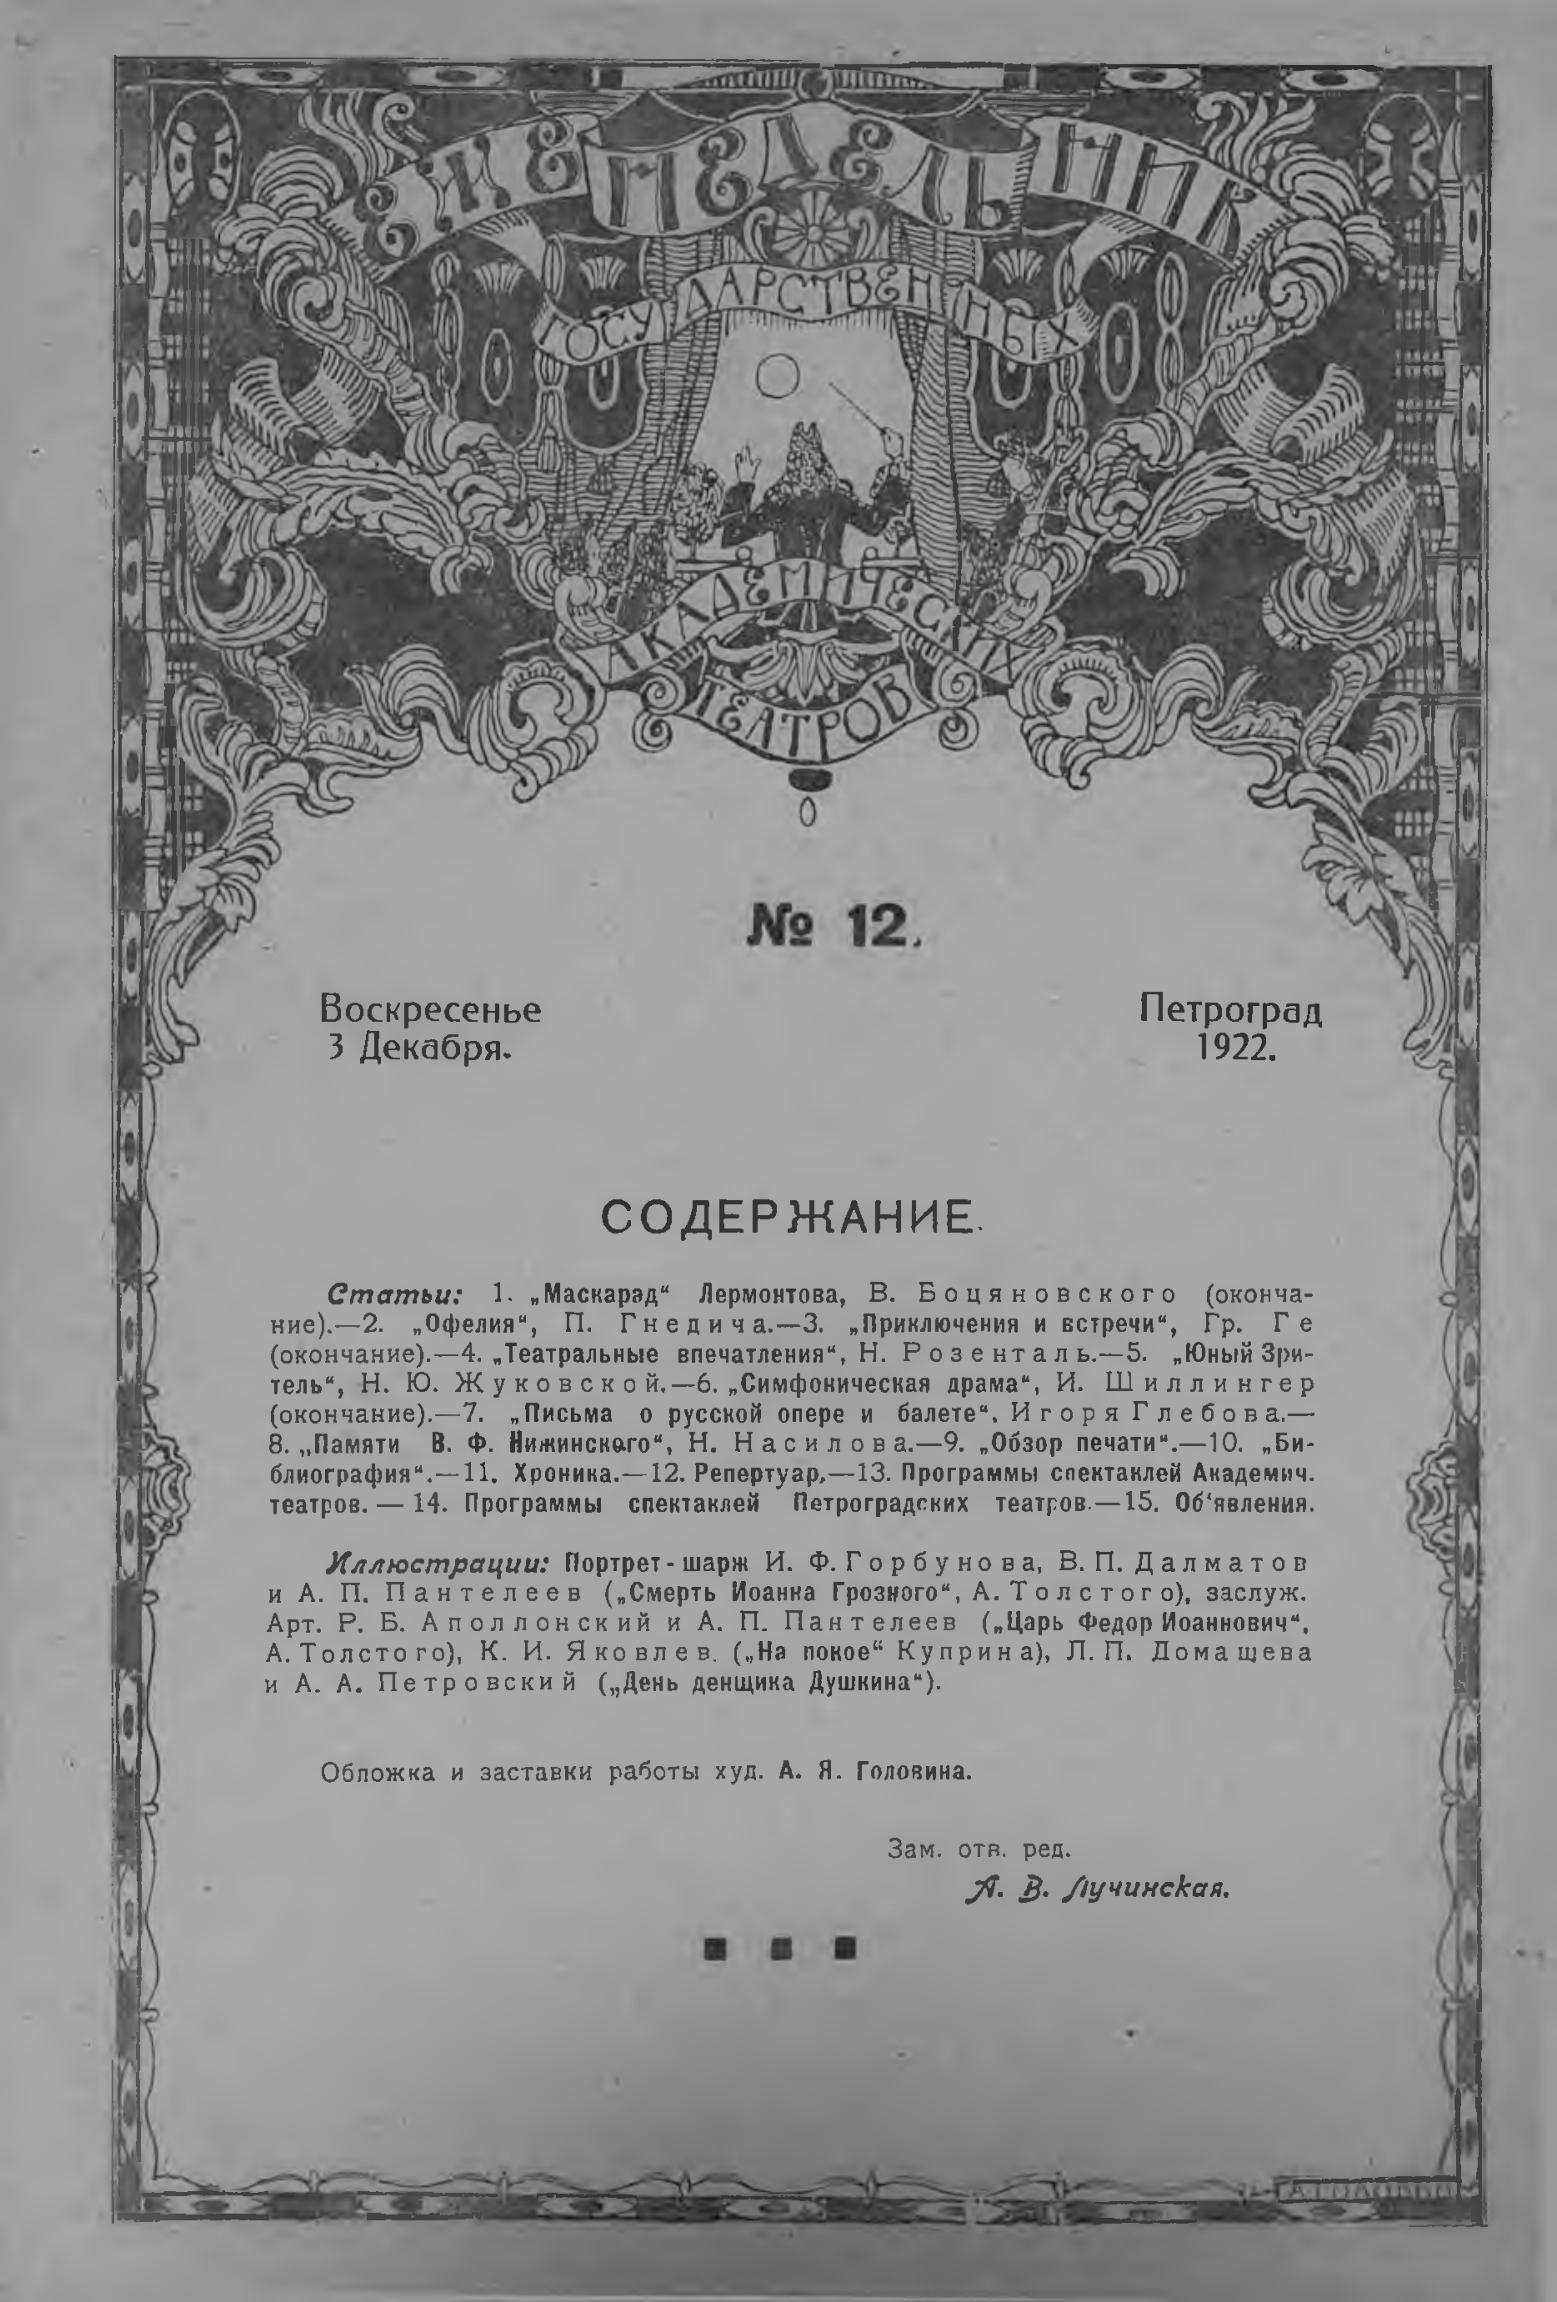 ЕЖЕНЕДЕЛЬНИК
ГОСУДАРСТВЕННЫХ
АКАДЕМИЧЕСКИХ
ТЕАТРОВ
№ 12.
Воскресенье
3 Декабря.
Петроград
1922.
СОДЕРЖАНИЕ.
Статьи: 1. „Маскарад“ Лермонтова, В. Боцяновского (оконча-
ние).—2. „Офелия“, П. Гнедича.—3. „Приключения и встречи“, Гр. Ге
(окончание).—4. „Театральные впечатления“, Н. Розенталь.—5. „Юный Зри-
тель“, Н. Ю. Жуковской.—6. „Симфоническая драма“, И. Шиллингер
(окончание).—7. „Письма о русской опере и балете“, Игоря Глебова.—
8. „Памяти В. Ф. Нижинского“, Н. Насилова.—9. „Обзор печати“.—10. „Би-
блиография“.—11. Хроника.—12. Репертуар.—13. Программы спектаклей Академич.
театров. — 14. Программы спектаклей Петроградских театров.—15. Об‘явления.
Иллюстрации: Портрет-шарж И. Ф. Горбунова, В. П. Далматов
и А. П. Пантелеев („Смерть Иоанна Грозного“, А. Толстого), заслуж.
Арт. Р. Б. Аполлонский и А. П. Пантелеев („Царь Федор Иоаннович“,
А. Толстого), К. И. Яковлев. („На покое“ Куприна), Л. П. Домашева
и А. А. Петровский („День денщика Душкина“).
Обложка и заставки работы худ. А. Я. Головина.
Зам. отв. ред.
А. В. Лучинская.
А. ГОЛОВИН